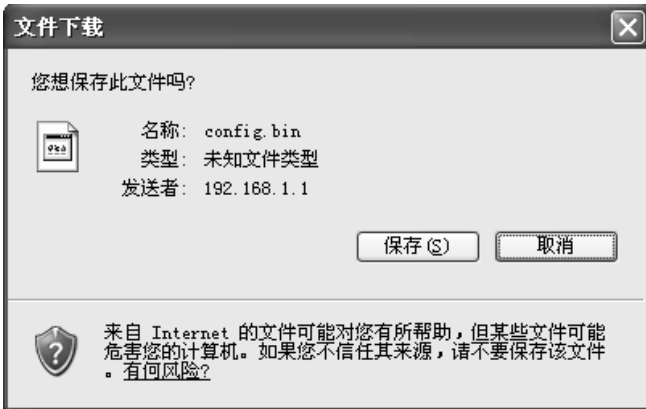 文件下载
您想保存此文件吗?
名称: config.bin
类型: 未知文件类型
发送者: 192.168.1.1
保存(S) 取消
来自 Internet 的文件可能对您有所帮助，但某些文件可能
危害您的计算机。如果您不信任其来源，请不要保存该文件
。有何风险?